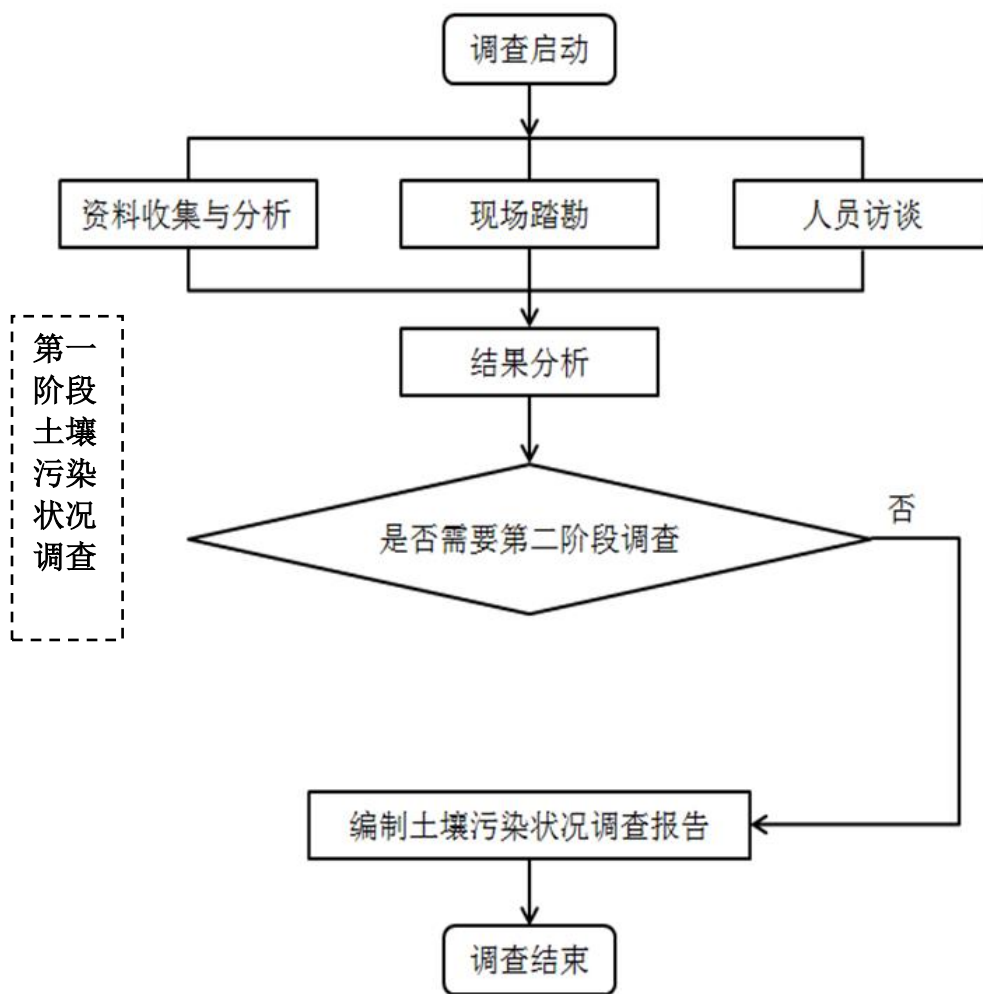 调查启动
资料收集与分析
现场踏勘
人员访谈
第一
阶段
土壤
污染
状况
调查
结果分析
是否需要第二阶段调查
否
编制土壤污染状况调查报告
调查结束